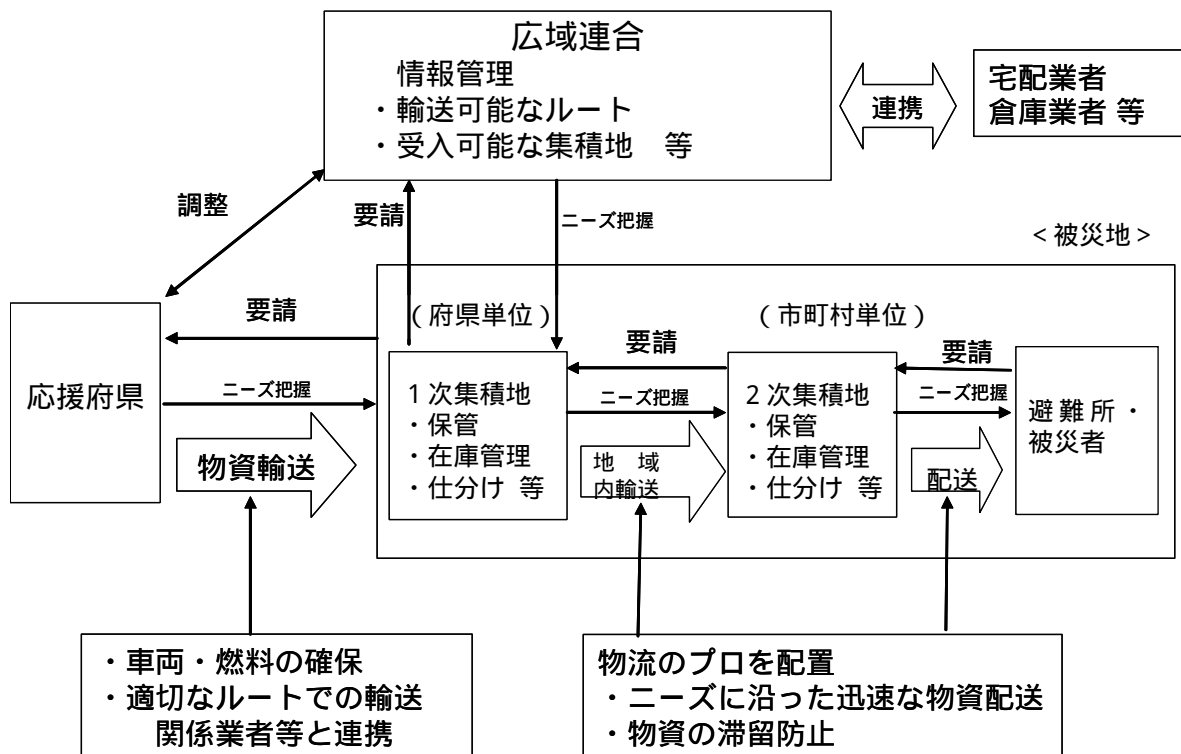 広域連合
情報管理
・輸送可能なルート
・受入可能な集積地　等
連携
宅配業者
倉庫業者 等
調整
要請
ニーズ把握
＜被災地＞
要請
（府県単位）
（市町村単位）
応援府県
ニーズ把握
物資輸送
１次集積地
・保管
・在庫管理
・仕分け 等
要請
ニーズ把握
地　域
内輸送
２次集積地
・保管
・在庫管理
・仕分け 等
要請
ニーズ把握
配送
避難所・
被災者
・車両・燃料の確保
・適切なルートでの輸送
関係業者等と連携
物流のプロを配置
・ニーズに沿った迅速な物資配送
・物資の滞留防止